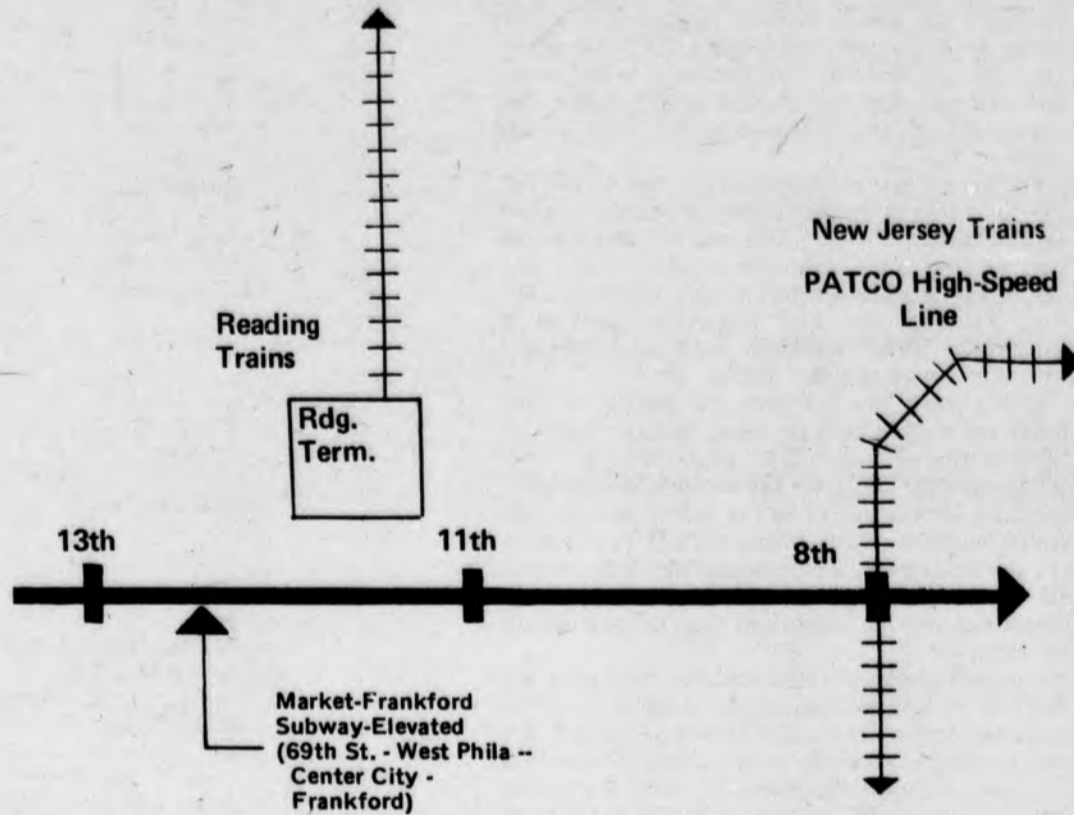 New Jersey Trains
PATCO High-Speed
Line
Reading
Trains
Rdg.
Term.
13th
11th
8th
Market-Frankford
Subway-Elevated
(69th St. - West Phila --
Center City -
Frankford)